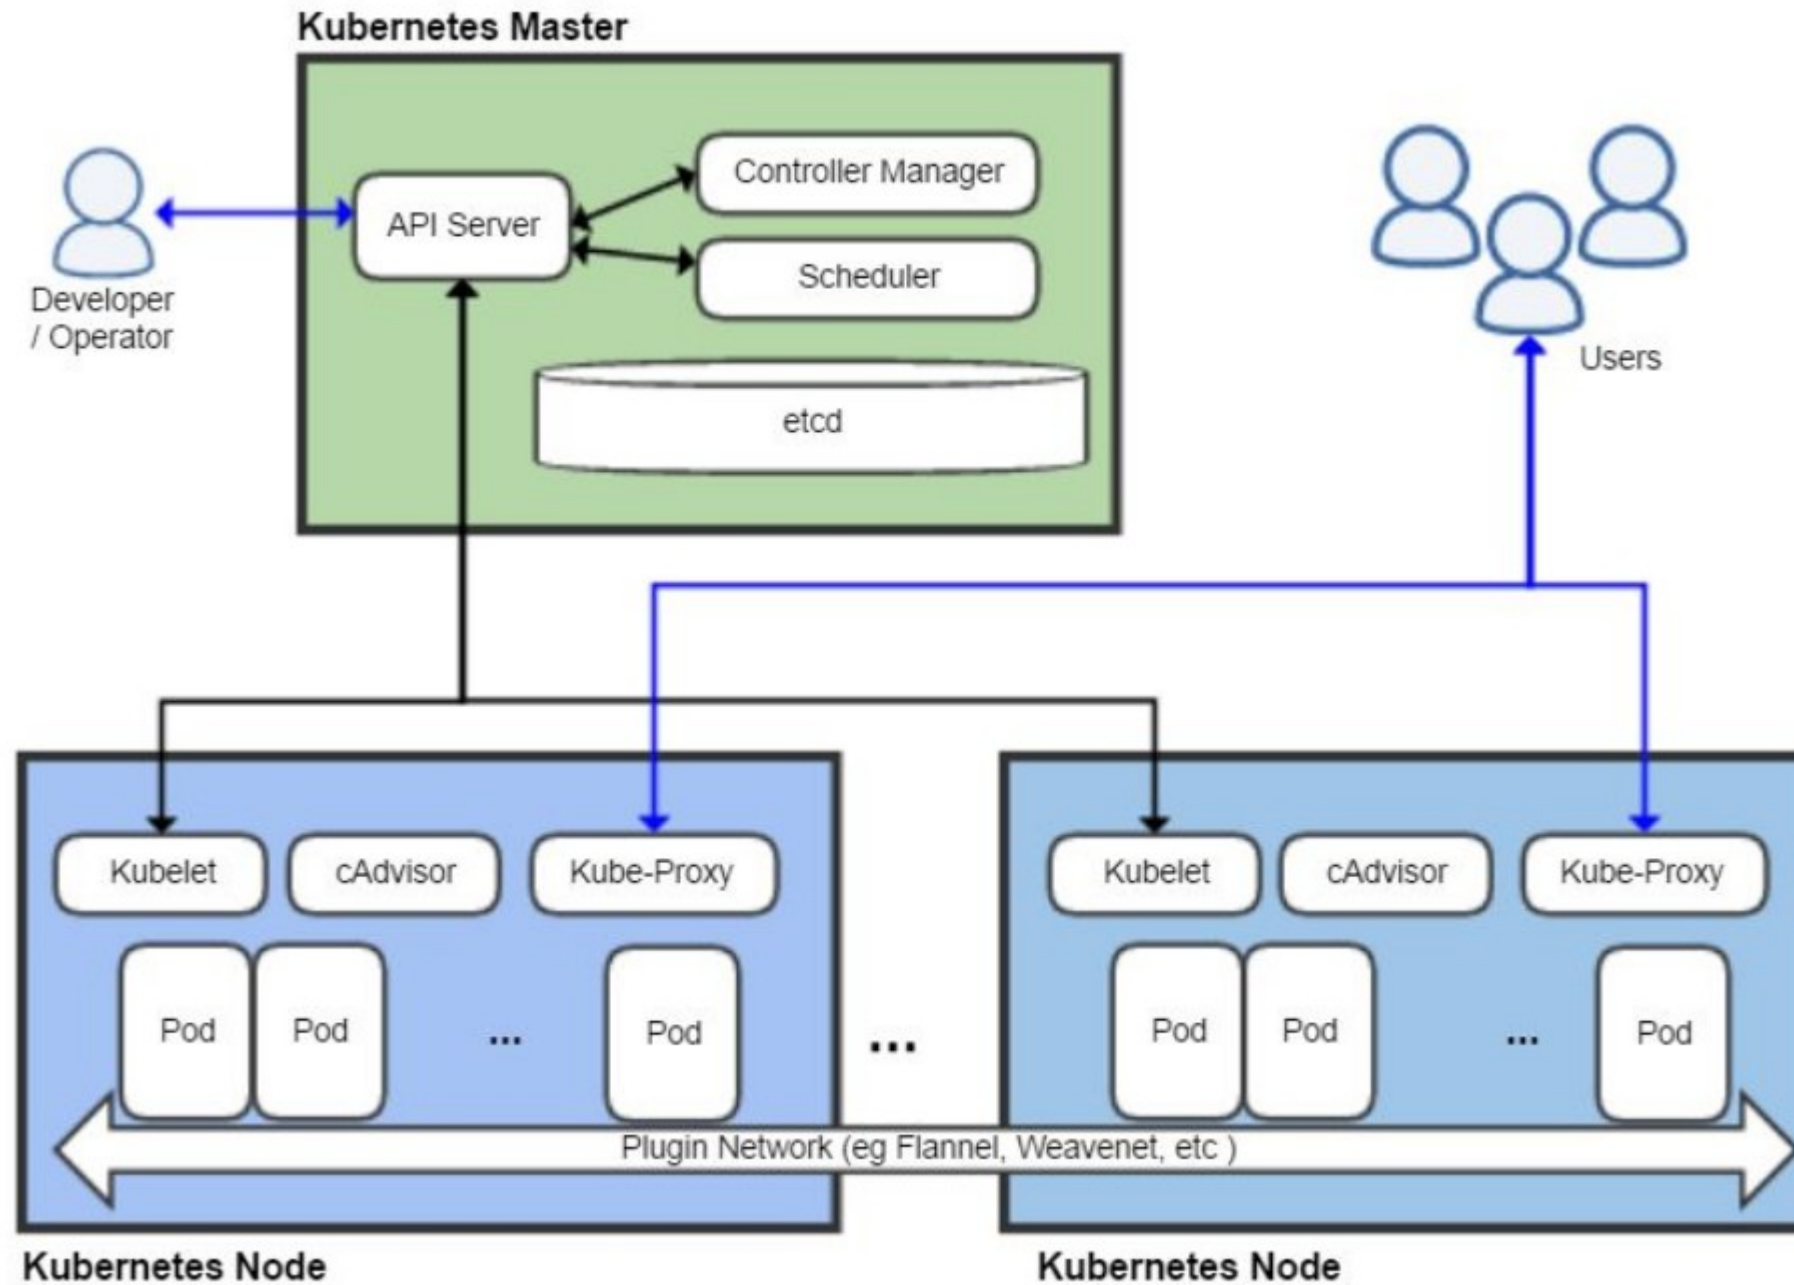 Kubernetes Master
Controller Manager
API Server
Scheduler
Developer
/ Operator
etcd
Users
Kubelet
cAdvisor
Kube-Proxy
Kubelet
cAdvisor
Kube-Proxy
Pod
Pod
...
Pod
...
Pod
Pod
...
Pod
Plugin Network (eg Flannel, Weavenet, etc )
Kubernetes Node
Kubernetes Node